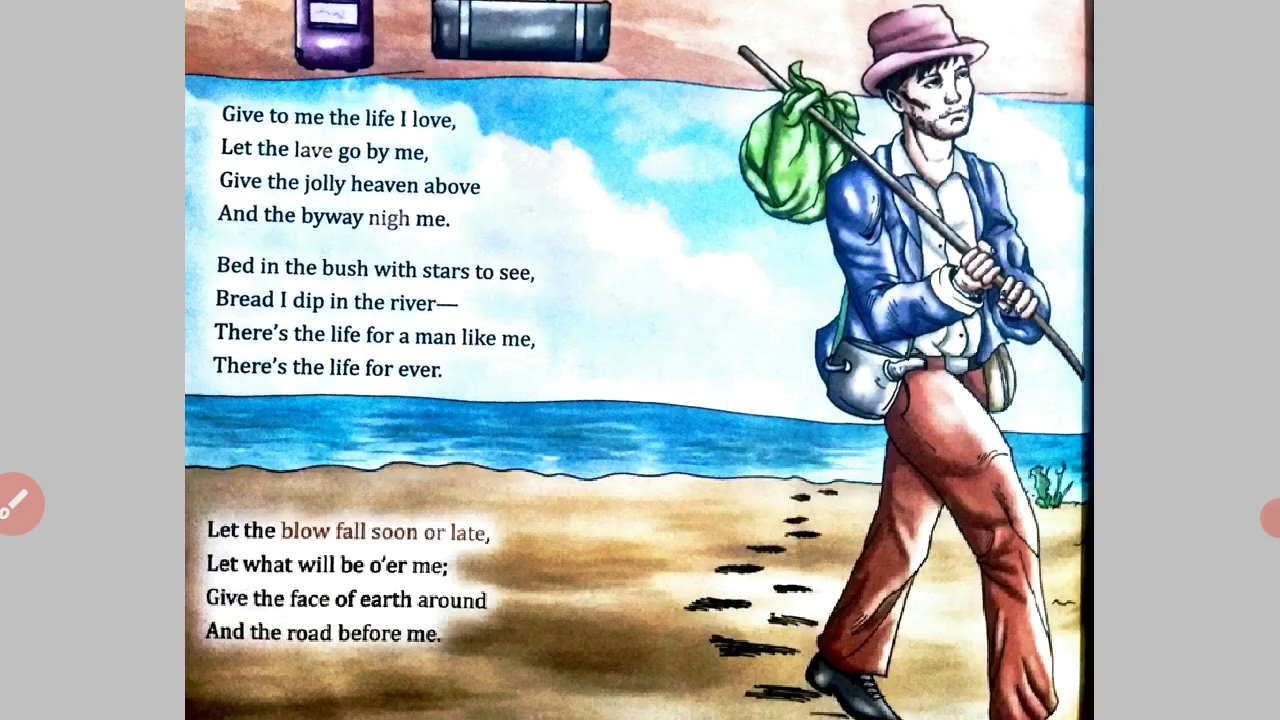 Give to me the life I love,
Let the lave go by me,
Give the jolly heaven above
And the byway nigh me.
Bed in the bush with stars to see,
Bread I dip in the river—
There's the life for a man like me,
There's the life for ever.
Let the blow fall soon or late,
Let what will be o'er me;
Give the face of earth around
And the road before me.